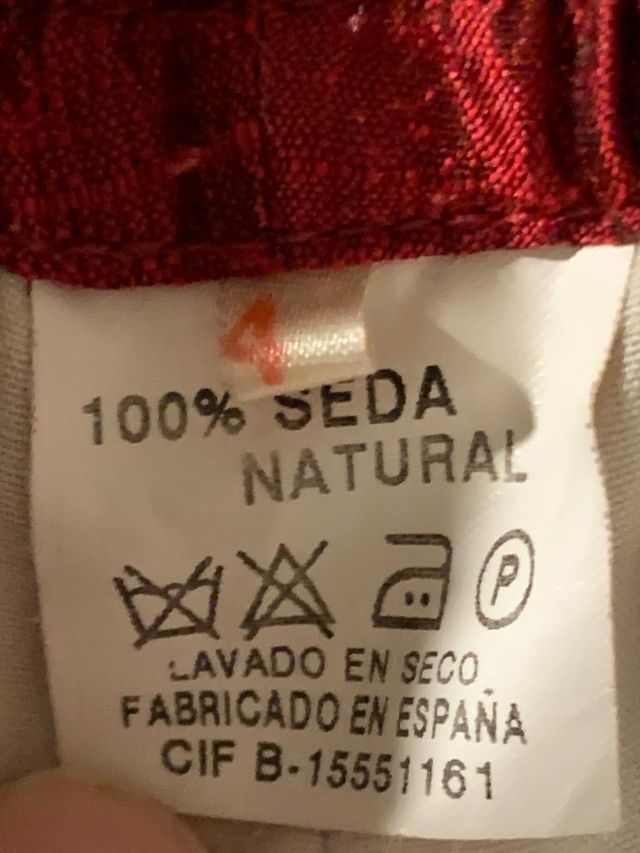 4
100% SEDA
NATURAL
P
LAVADO EN SECO
FABRICADO EN ESPAÑA
CIF B-15551161